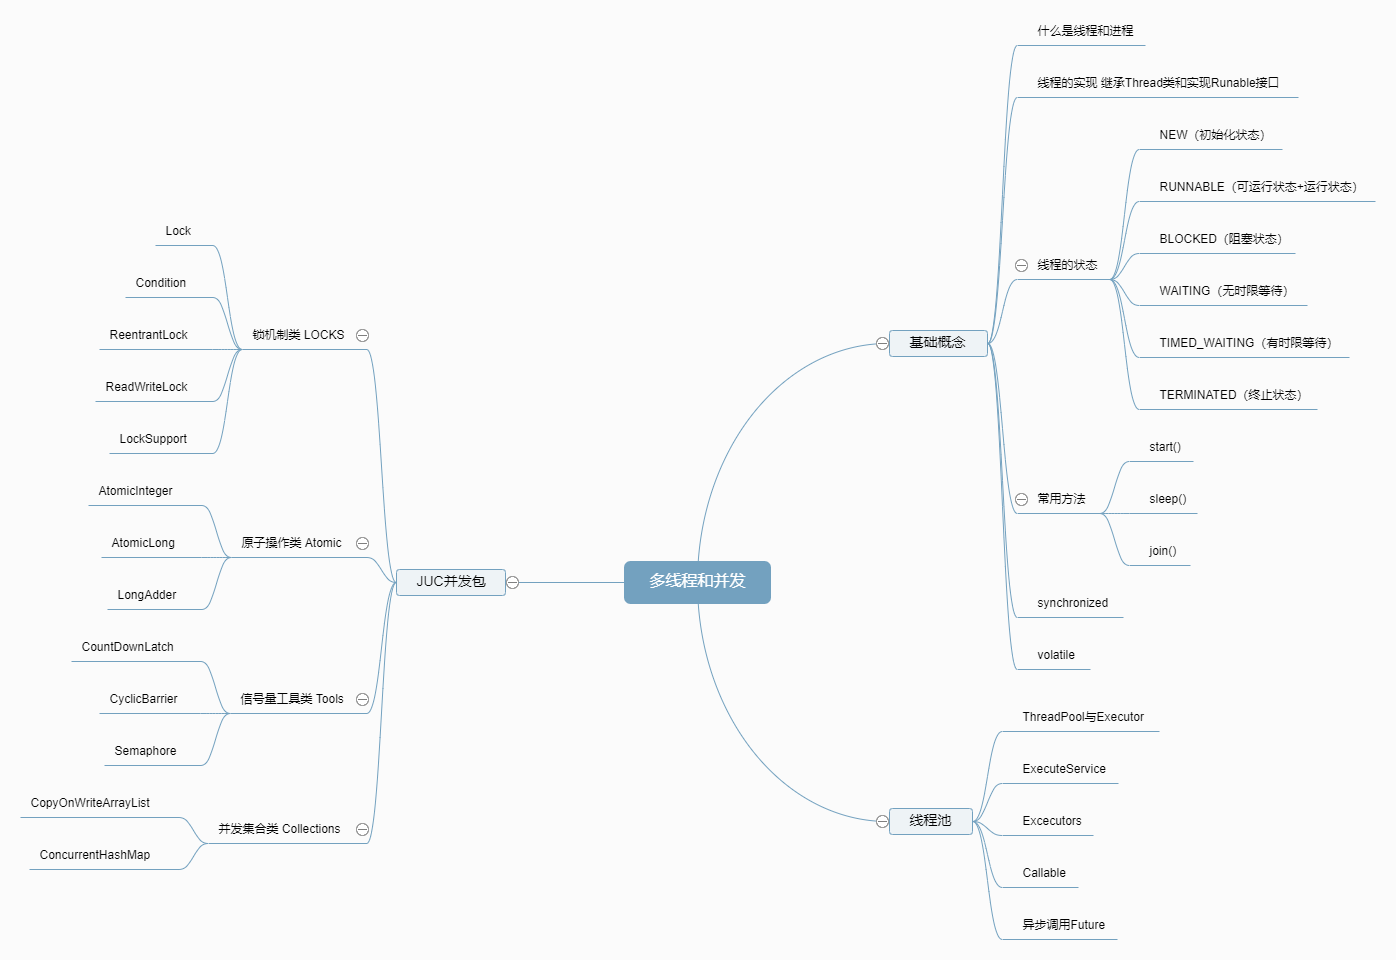 多线程和并发
基础概念
什么是线程和进程
线程的实现 继承Thread类和实现Runable接口
线程的状态
NEW（初始化状态）
RUNNABLE（可运行状态+运行状态）
BLOCKED（阻塞状态）
WAITING（无时限等待）
TIMED_WAITING（有时限等待）
TERMINATED（终止状态）
常用方法
start()
sleep()
join()
synchronized
volatile
线程池
ThreadPool与Executor
ExecuteService
Excecutors
Callable
异步调用Future
JUC并发包
锁机制类 LOCKS
Lock
Condition
ReentrantLock
ReadWriteLock
LockSupport
原子操作类 Atomic
AtomicInteger
AtomicLong
LongAdder
信号量工具类 Tools
CountDownLatch
CyclicBarrier
Semaphore
并发集合类 Collections
CopyOnWriteArrayList
ConcurrentHashMap